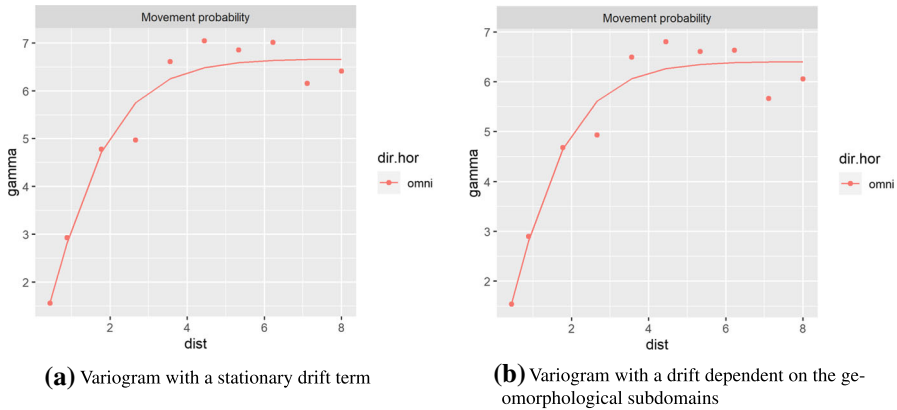 Movement probability
7
6
5
4
3
2
gamma
2
4
6
8
dist
dir.hor
omni
(a) Variogram with a stationary drift term
Movement probability
7
6
5
4
3
2
gamma
2
4
6
8
dist
dir.hor
omni
(b) Variogram with a drift dependent on the ge-
omorphological subdomains